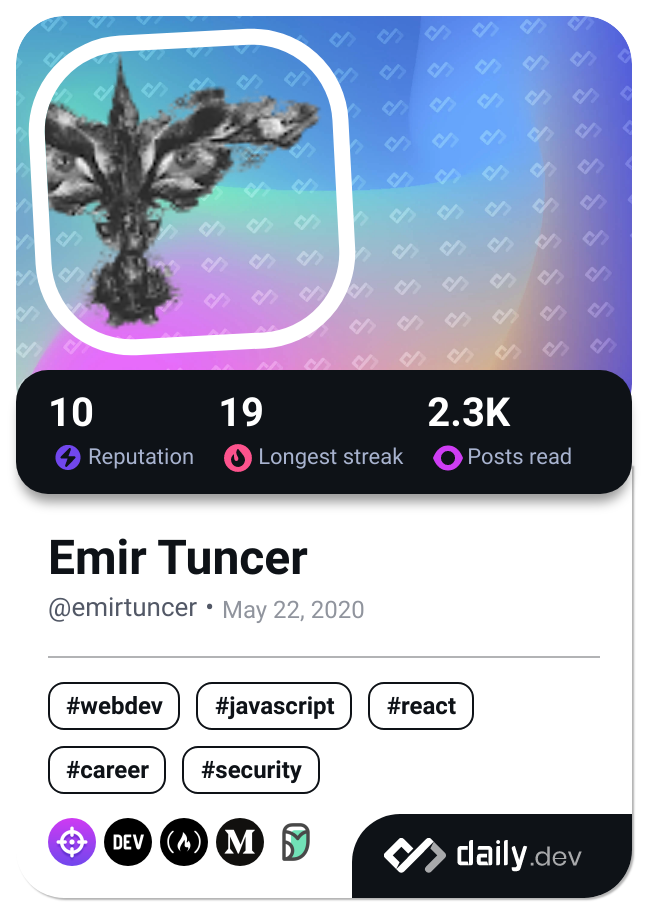 10 19 2.3K
Reputation Longest streak Posts read
Emir Tuncer
@emirtuncer • May 22, 2020
#webdev #javascript #react
#career #security
DEV M daily.dev